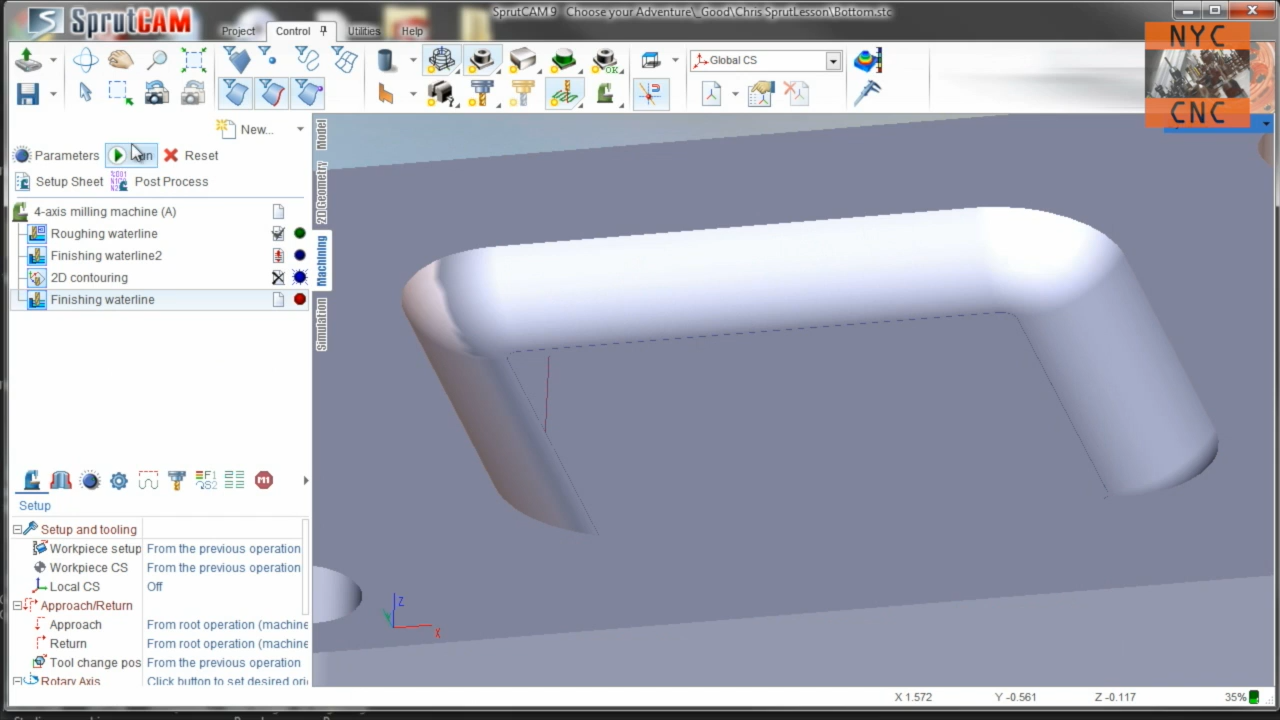 SprutCAM
SprutCAM 9 - Choose your Adventure\_Good\Chris SprutLesson\Bottom.stc
Project Control Utilities Help
NYC
CNC
Global CS
New...
Parameters Reset
Setup Sheet Post Process
4-axis milling machine (A)
Roughing waterline
Finishing waterline2
2D contouring
Finishing waterline
Model
2D Geometry
Machining
Simulation
Setup
Setup and tooling
Workpiece setup From the previous operation
Workpiece CS From the previous operation
Local CS Off
Approach/Return
Approach From root operation (machine
Return From root operation (machine
Tool change pos From the previous operation
Rotary Axis Click button to set desired ori
Z
X
X 1.572 Y -0.561 Z -0.117 35%